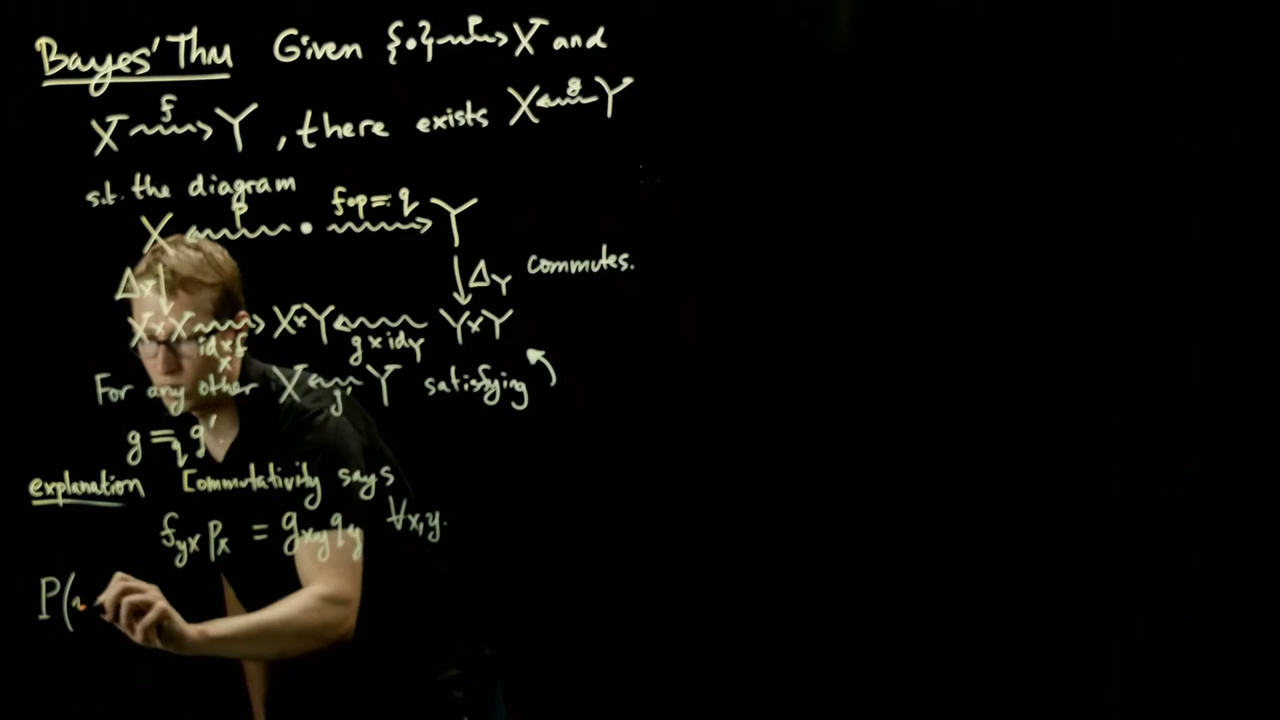 Bayes' Thm Given {•} p⇝ X and
X f⇝ Y , there exists X ⇜g Y
s.t. the diagram
X ⇜p • f∘p=:q⇝ Y
Δ_X ↓ ↓ Δ_Y commutes.
X×X ⇝ X×Y ⇜ Y×Y
id_X×f g×id_Y
For any other X ⇜g' Y satisfying
g =_q g'.
explanation Commutativity says
f_yx p_x = g_xy q_y ∀x,y.
P(